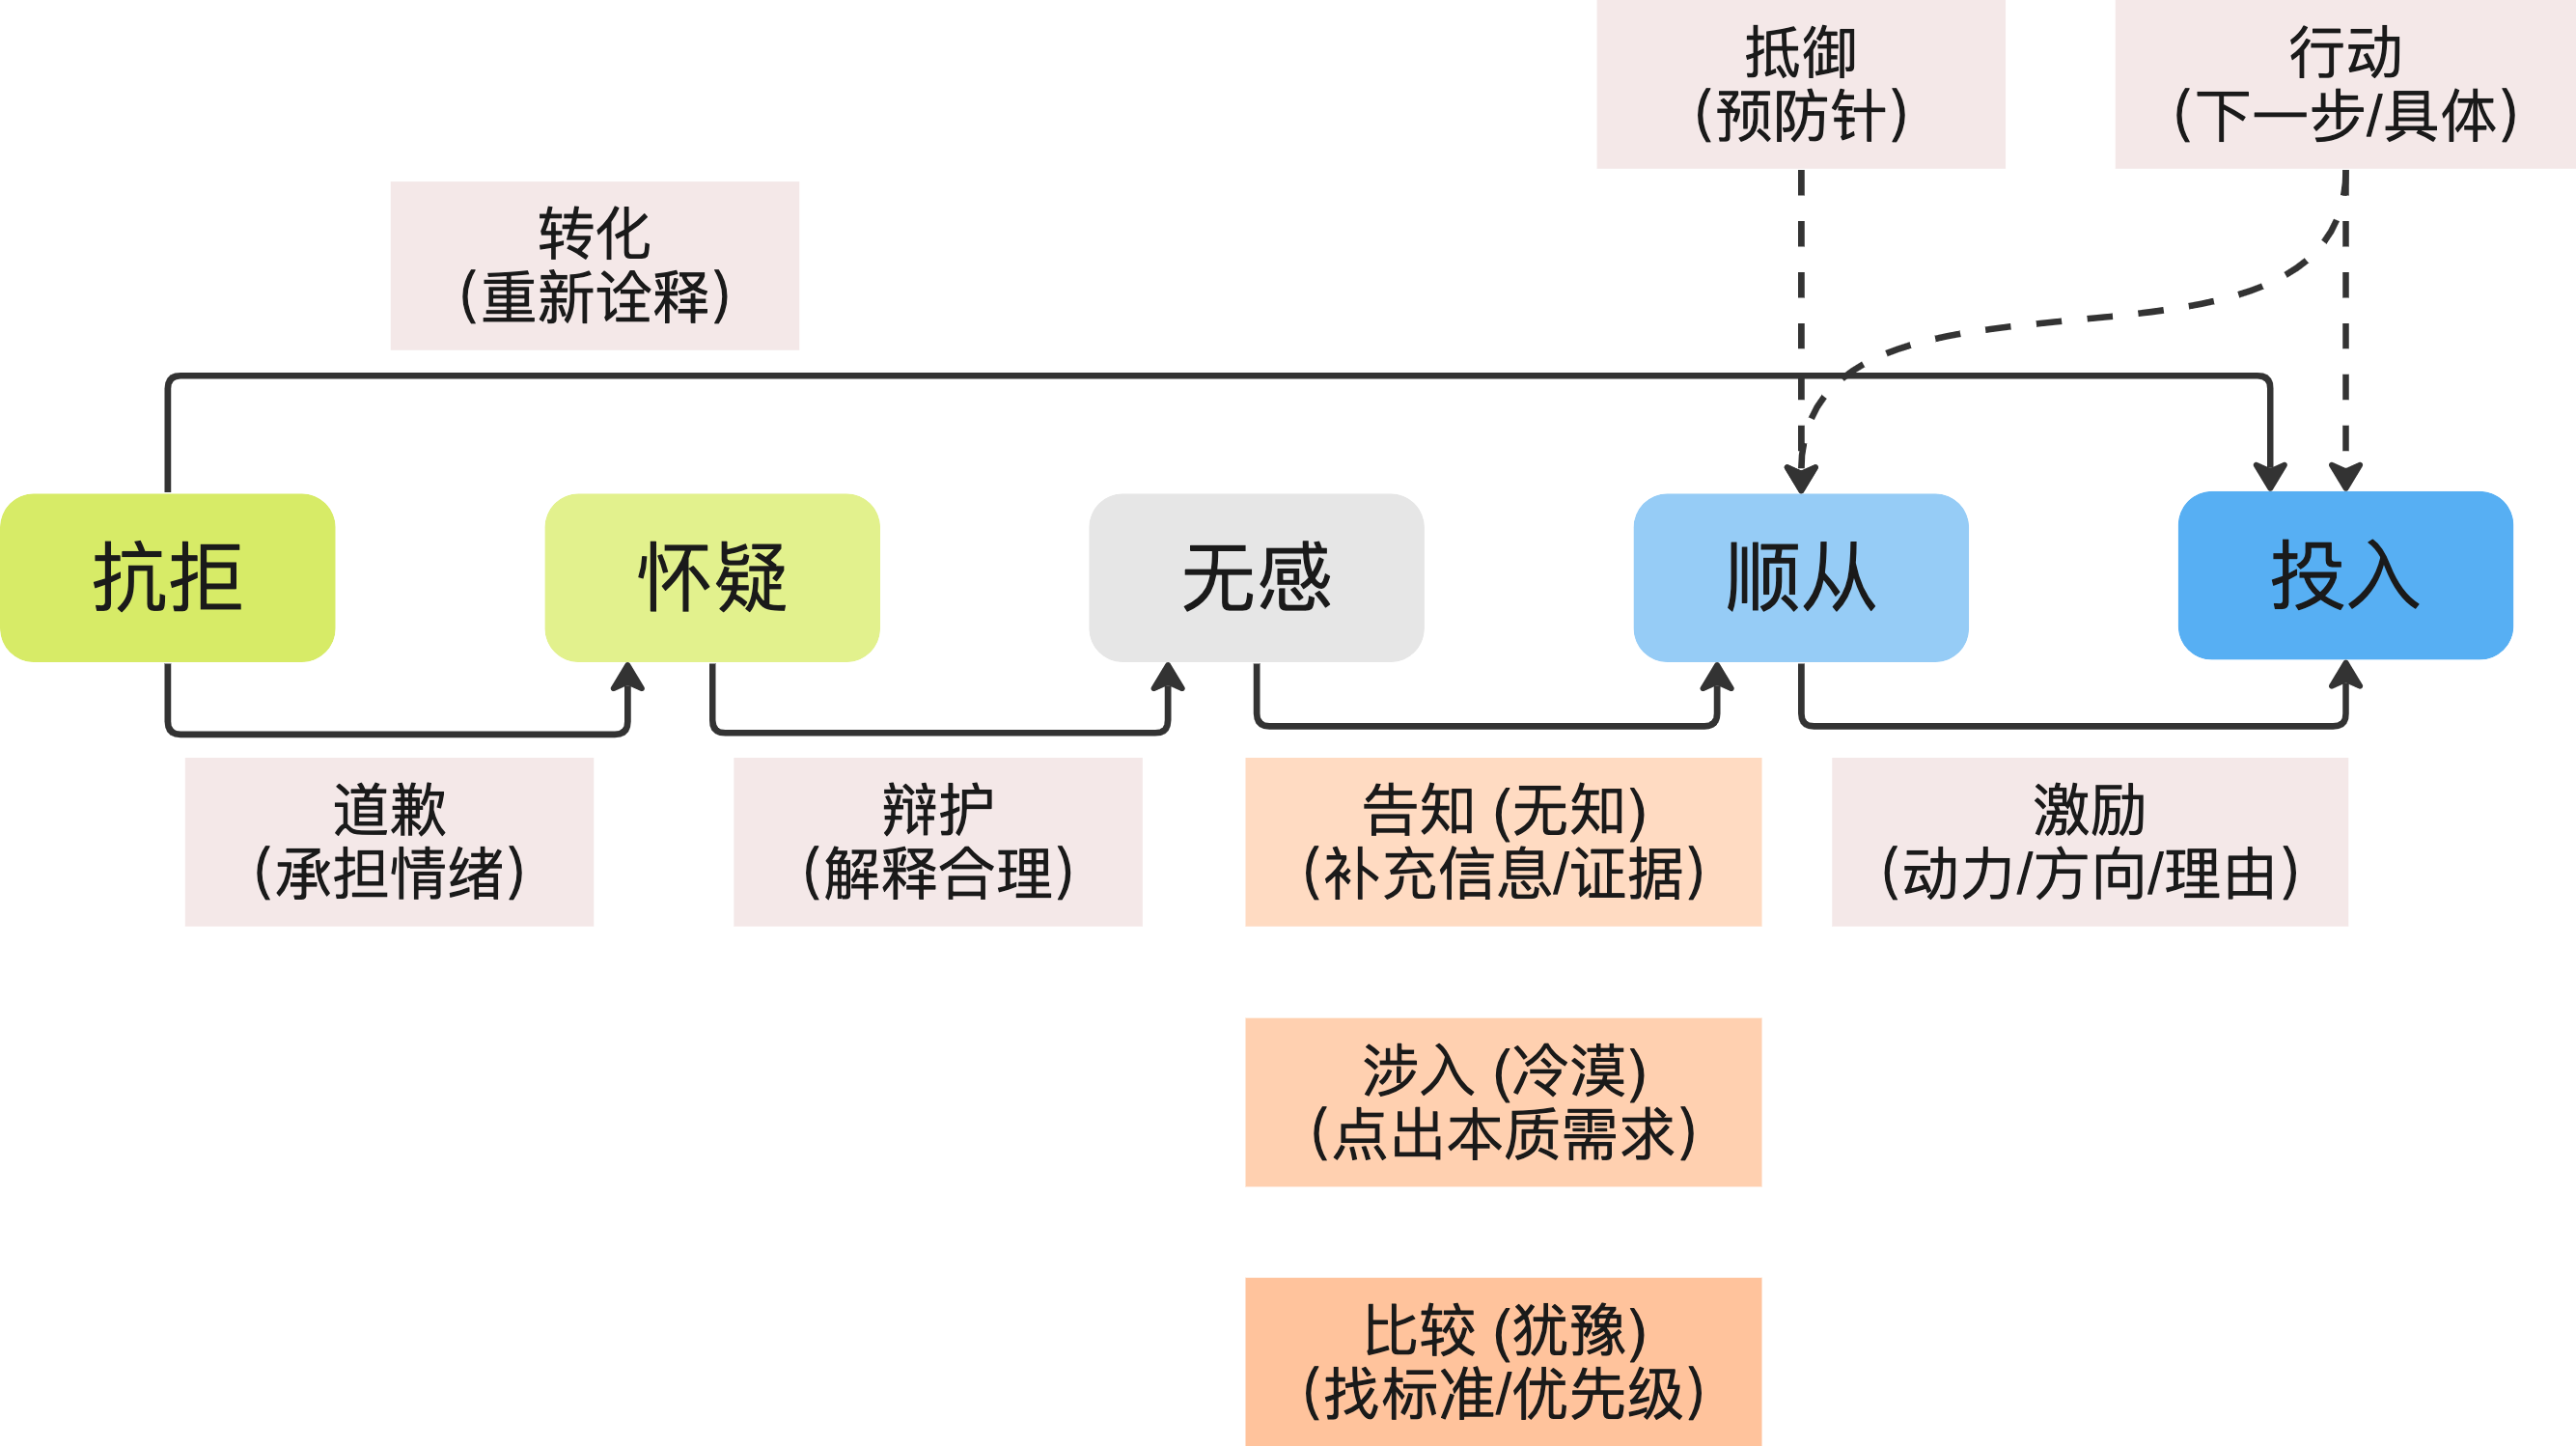 抵御
(预防针)
行动
(下一步/具体)
转化
(重新诠释)
抗拒
怀疑
无感
顺从
投入
道歉
(承担情绪)
辩护
(解释合理)
告知 (无知)
(补充信息/证据)
激励
(动力/方向/理由)
涉入 (冷漠)
(点出本质需求)
比较 (犹豫)
(找标准/优先级)